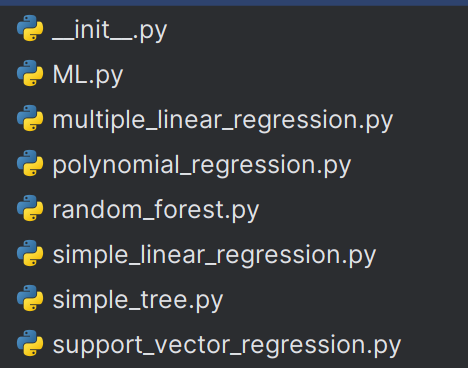 __init__.py
ML.py
multiple_linear_regression.py
polynomial_regression.py
random_forest.py
simple_linear_regression.py
simple_tree.py
support_vector_regression.py